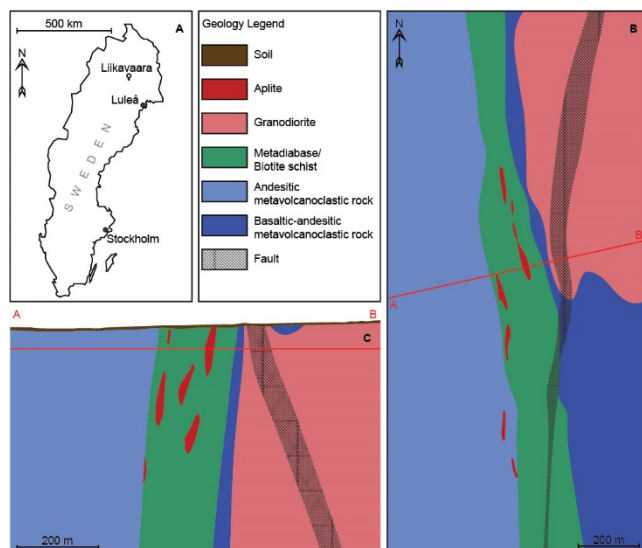 500 km
A
N
Liikavaara
Luleå
SWEDEN
Stockholm
Geology Legend
Soil
Aplite
Granodiorite
Metadiabase/
Biotite schist
Andesitic
metavolcanoclastic rock
Basaltic-andesitic
metavolcanoclastic rock
Fault
B
N
B
A
200 m
A
B
C
200 m